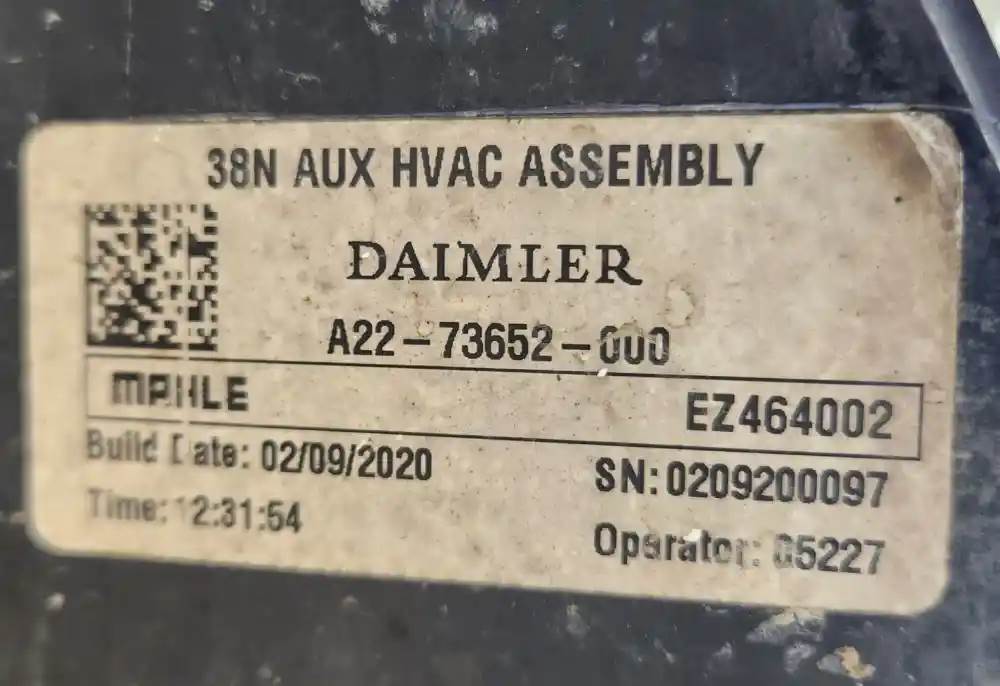 38N AUX HVAC ASSEMBLY
DAIMLER
A22-73652-000
MAHLE
EZ464002
Build Date: 02/09/2020
SN:0209200097
Time: 12:31:54
Operator: 05227